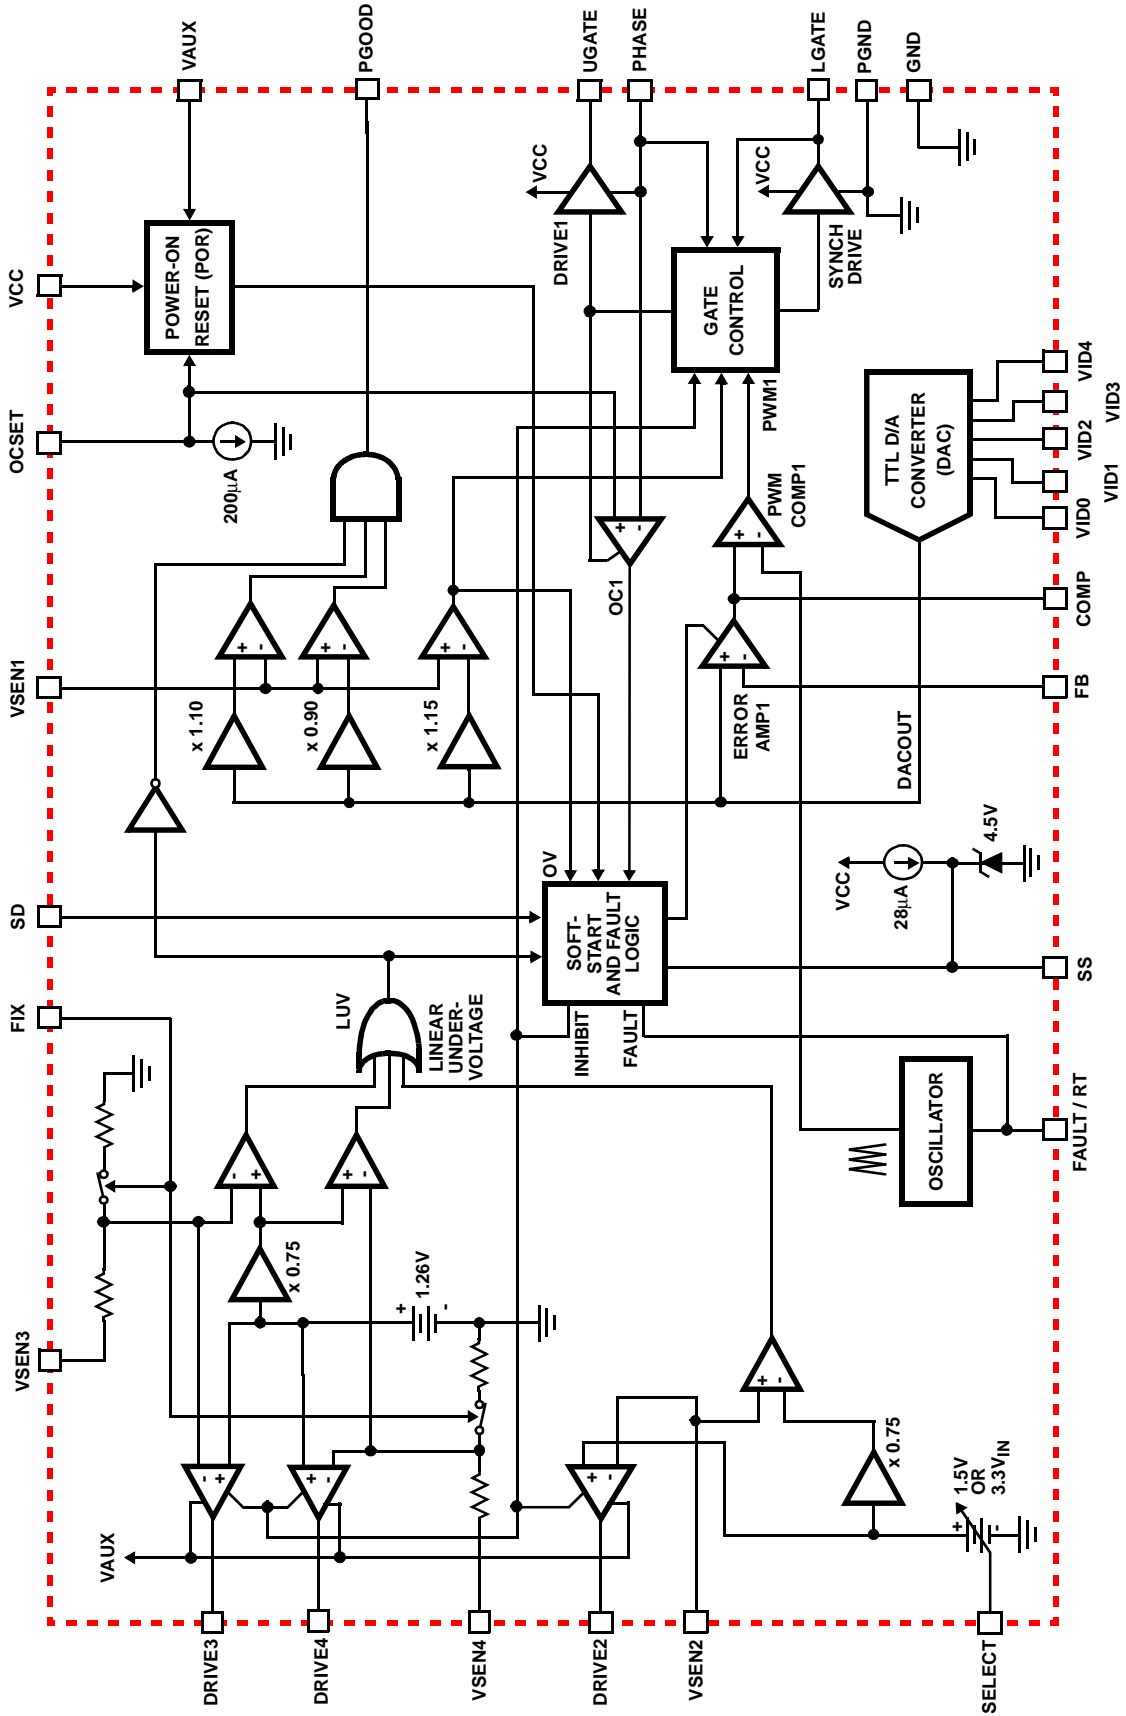 VSEN3
FIX
SD
VSEN1
OCSET
VCC
VAUX
DRIVE3
DRIVE4
VSEN4
DRIVE2
VSEN2
SELECT
VAUX
PGOOD
UGATE
PHASE
LGATE
PGND
GND
FAULT / RT
SS
FB
COMP
VID0
VID1
VID2
VID3
VID4
-
+
+
-
-
+
+
-
x 0.75
+
1.26V
-
LUV
LINEAR
UNDER-
VOLTAGE
x 1.10
x 0.90
x 1.15
+
-
+
-
+
-
200µA
POWER-ON
RESET (POR)
+
-
+
-
x 0.75
+
-
1.5V
OR
3.3VIN
INHIBIT
FAULT
OV
SOFT-
START
AND FAULT
LOGIC
OC1
+
-
DRIVE1
VCC
GATE
CONTROL
SYNCH
DRIVE
VCC
PWM1
PWM
COMP1
+
-
ERROR
AMP1
+
-
DACOUT
TTL D/A
CONVERTER
(DAC)
OSCILLATOR
VCC
28µA
4.5V